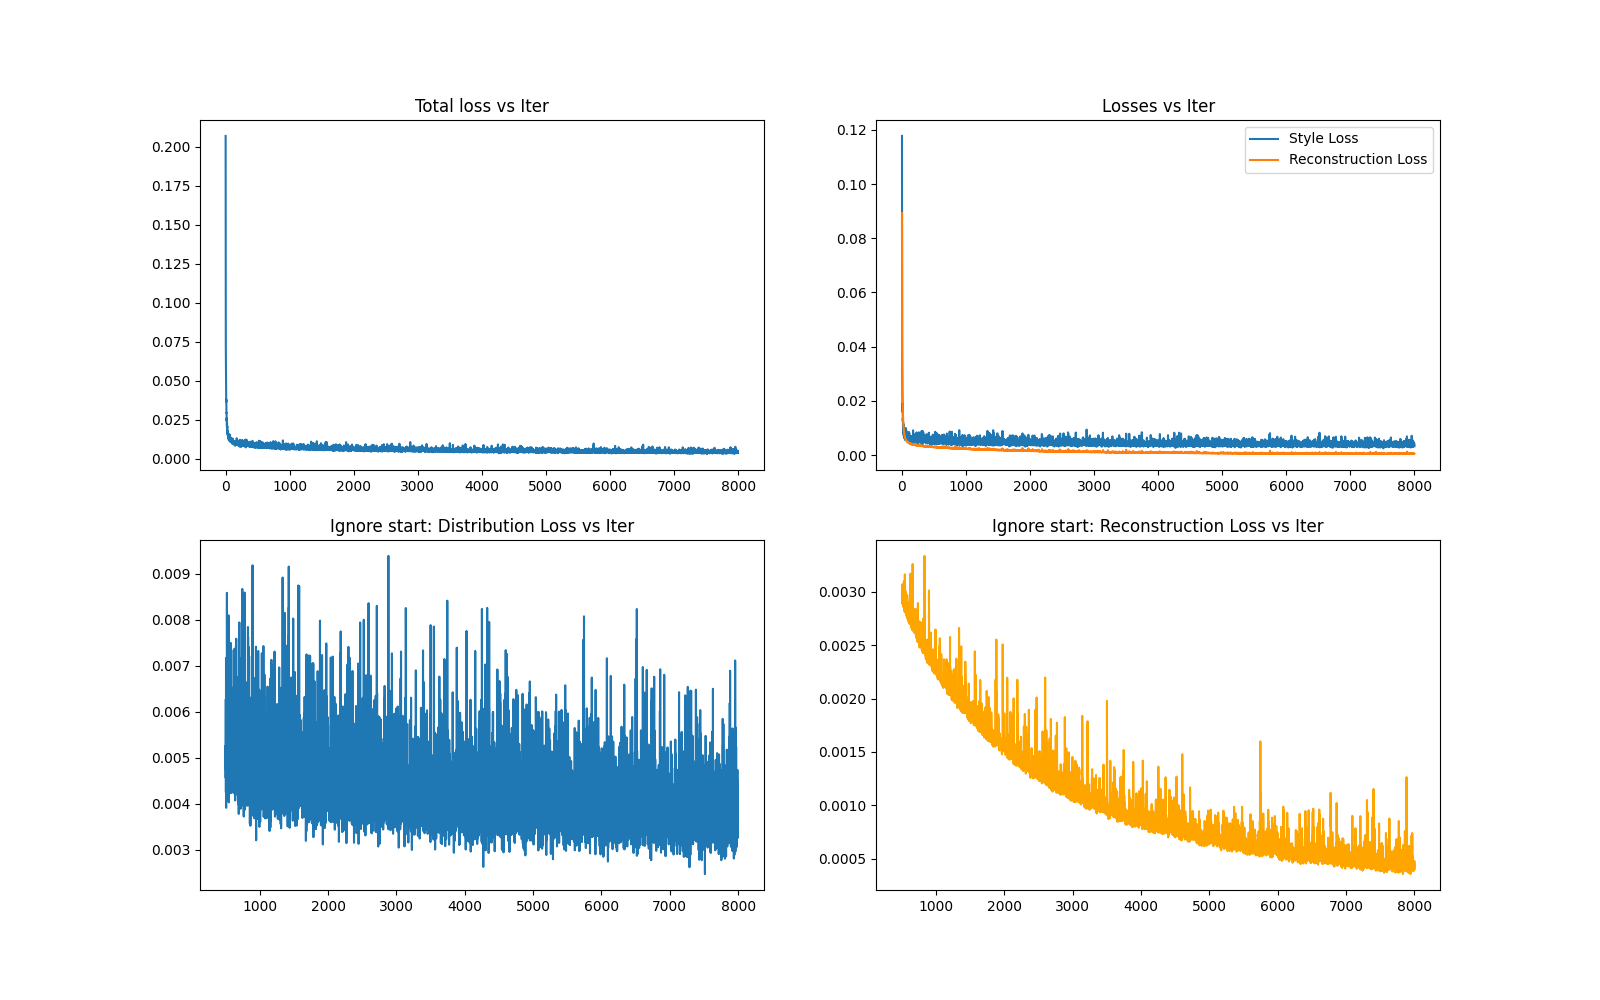 Total loss vs Iter
0.200
0.175
0.150
0.125
0.100
0.075
0.050
0.025
0.000
0 1000 2000 3000 4000 5000 6000 7000 8000
Losses vs Iter
Style Loss
Reconstruction Loss
0.12
0.10
0.08
0.06
0.04
0.02
0.00
0 1000 2000 3000 4000 5000 6000 7000 8000
Ignore start: Distribution Loss vs Iter
0.009
0.008
0.007
0.006
0.005
0.004
0.003
1000 2000 3000 4000 5000 6000 7000 8000
Ignore start: Reconstruction Loss vs Iter
0.0030
0.0025
0.0020
0.0015
0.0010
0.0005
1000 2000 3000 4000 5000 6000 7000 8000